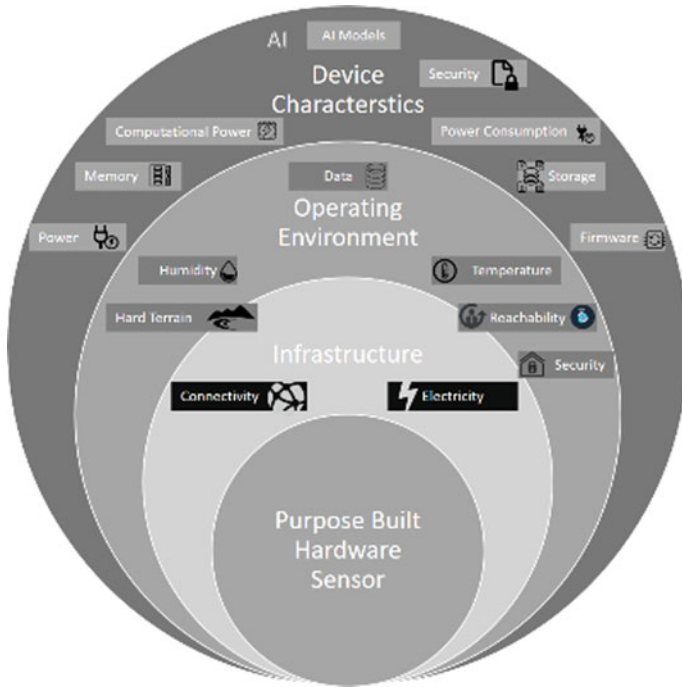 AI
AI Models
Device
Characterstics
Security
Computational Power
Power Consumption
Memory
Data
Storage
Operating
Environment
Power
Firmware
Humidity
Temperature
Hard Terrain
Reachability
Infrastructure
Security
Connectivity
Electricity
Purpose Built
Hardware
Sensor